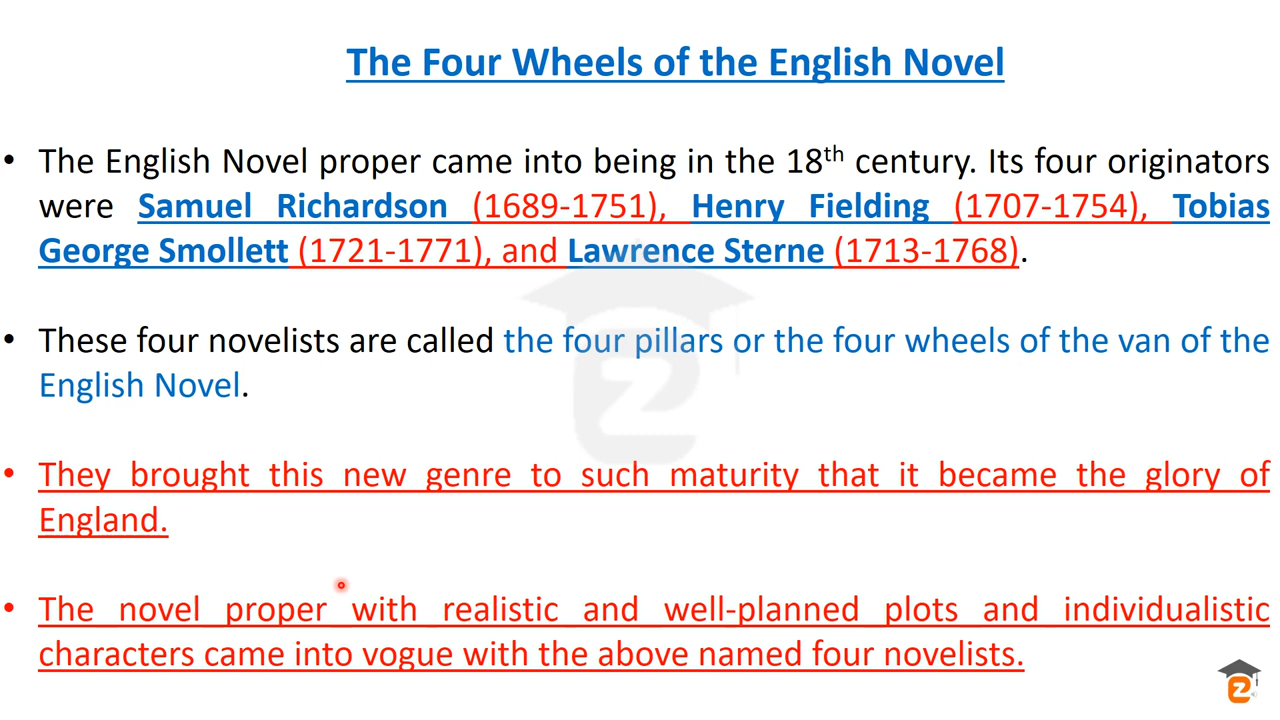 The Four Wheels of the English Novel
• The English Novel proper came into being in the 18th century. Its four originators
were Samuel Richardson (1689-1751), Henry Fielding (1707-1754), Tobias
George Smollett (1721-1771), and Lawrence Sterne (1713-1768).
• These four novelists are called the four pillars or the four wheels of the van of the
English Novel.
• They brought this new genre to such maturity that it became the glory of
England.
• The novel proper with realistic and well-planned plots and individualistic
characters came into vogue with the above named four novelists.